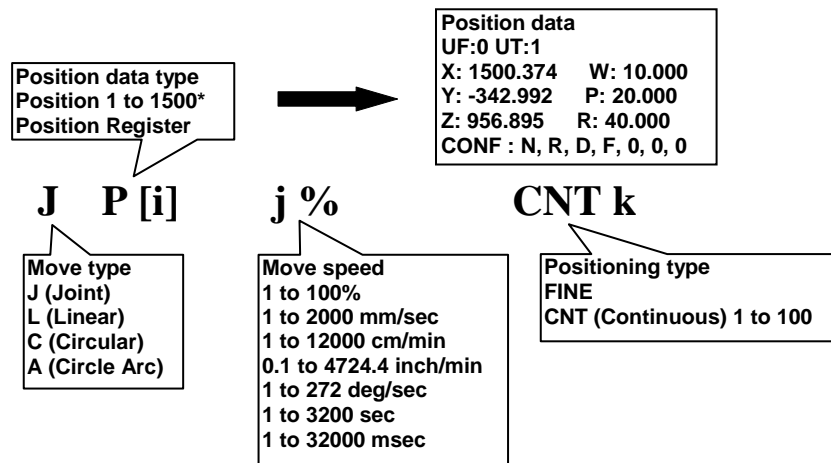 Position data type
Position 1 to 1500*
Position Register
Position data
UF:0 UT:1
X: 1500.374 W: 10.000
Y: -342.992 P: 20.000
Z: 956.895 R: 40.000
CONF : N, R, D, F, 0, 0, 0
J P [i] j % CNT k
Move type
J (Joint)
L (Linear)
C (Circular)
A (Circle Arc)
Move speed
1 to 100%
1 to 2000 mm/sec
1 to 12000 cm/min
0.1 to 4724.4 inch/min
1 to 272 deg/sec
1 to 3200 sec
1 to 32000 msec
Positioning type
FINE
CNT (Continuous) 1 to 100